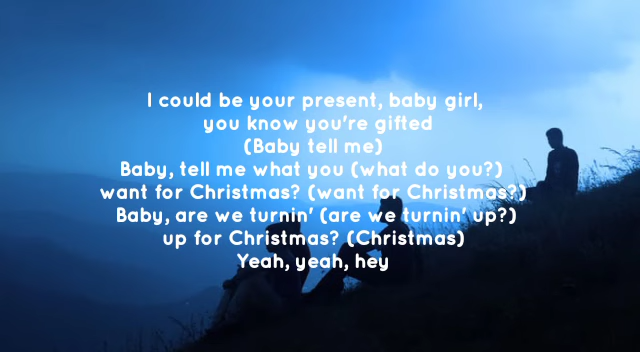 I could be your present, baby girl,
you know you're gifted
(Baby tell me)
Baby, tell me what you (what do you?)
want for Christmas? (want for Christmas?)
Baby, are we turnin' (are we turnin' up?)
up for Christmas? (Christmas)
Yeah, yeah, hey